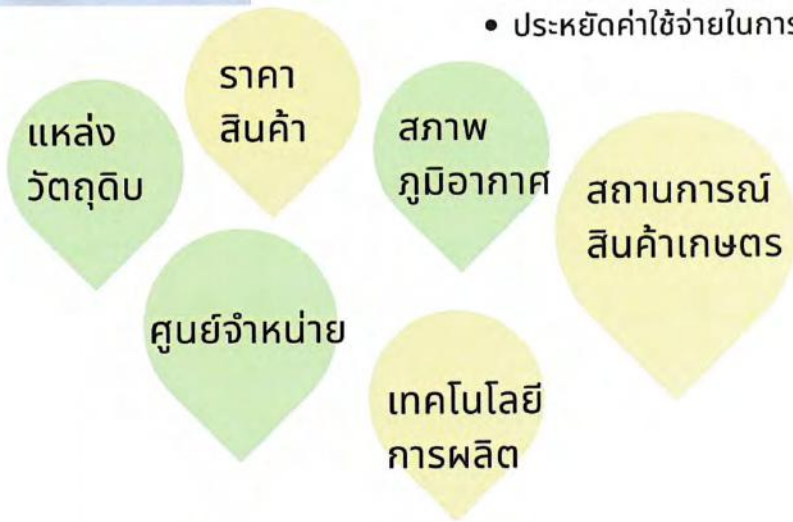 • ประหยัดค่าใช้จ่ายในการ
ราคา
สินค้า
แหล่ง
วัตถุดิบ
สภาพ
ภูมิอากาศ
สถานการณ์
สินค้าเกษตร
ศูนย์จำหน่าย
เทคโนโลยี
การผลิต